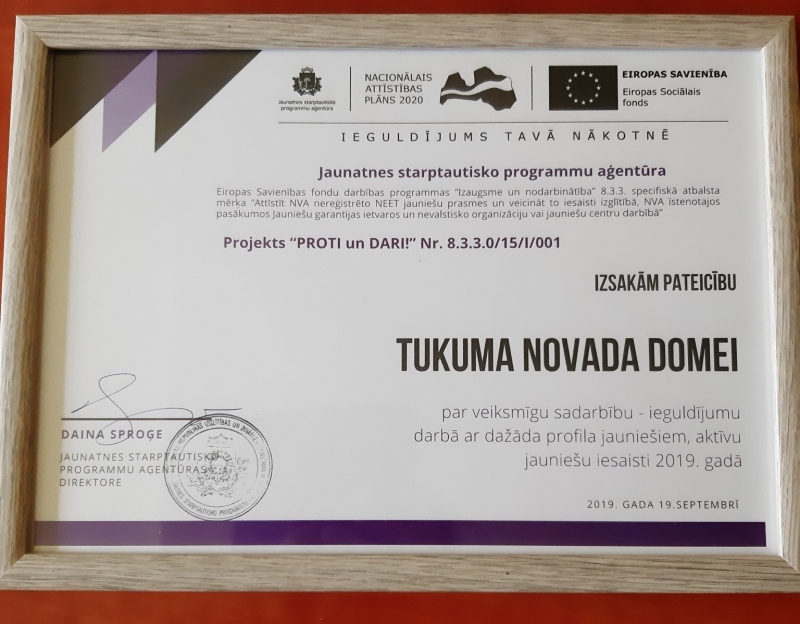 Jaunatnes starptautisko
programmu aģentūra
NACIONĀLAIS
ATTĪSTĪBAS
PLĀNS 2020
EIROPAS SAVIENĪBA
Eiropas Sociālais
fonds
IEGULDĪJUMS TAVĀ NĀKOTNĒ
Jaunatnes starptautisko programmu aģentūra
Eiropas Savienības fondu darbības programmas "Izaugsme un nodarbinātība" 8.3.3. specifiskā atbalsta
mērķa "Attīstīt NVA nereģistrēto NEET jauniešu prasmes un veicināt to iesaisti izglītībā, NVA īstenotajos
pasākumos Jauniešu garantijas ietvaros un nevalstisko organizāciju vai jauniešu centru darbībā"
Projekts "PROTI un DARI!" Nr. 8.3.3.0/15/I/001
IZSAKĀM PATEICĪBU
TUKUMA NOVADA DOMEI
par veiksmīgu sadarbību - ieguldījumu
darbā ar dažāda profila jauniešiem, aktīvu
jauniešu iesaisti 2019. gadā
DAINA SPROĢE
JAUNATNES STARPTAUTISKO
PROGRAMMU AĢENTŪRAS
DIREKTORE
2019. GADA 19.SEPTEMBRĪ